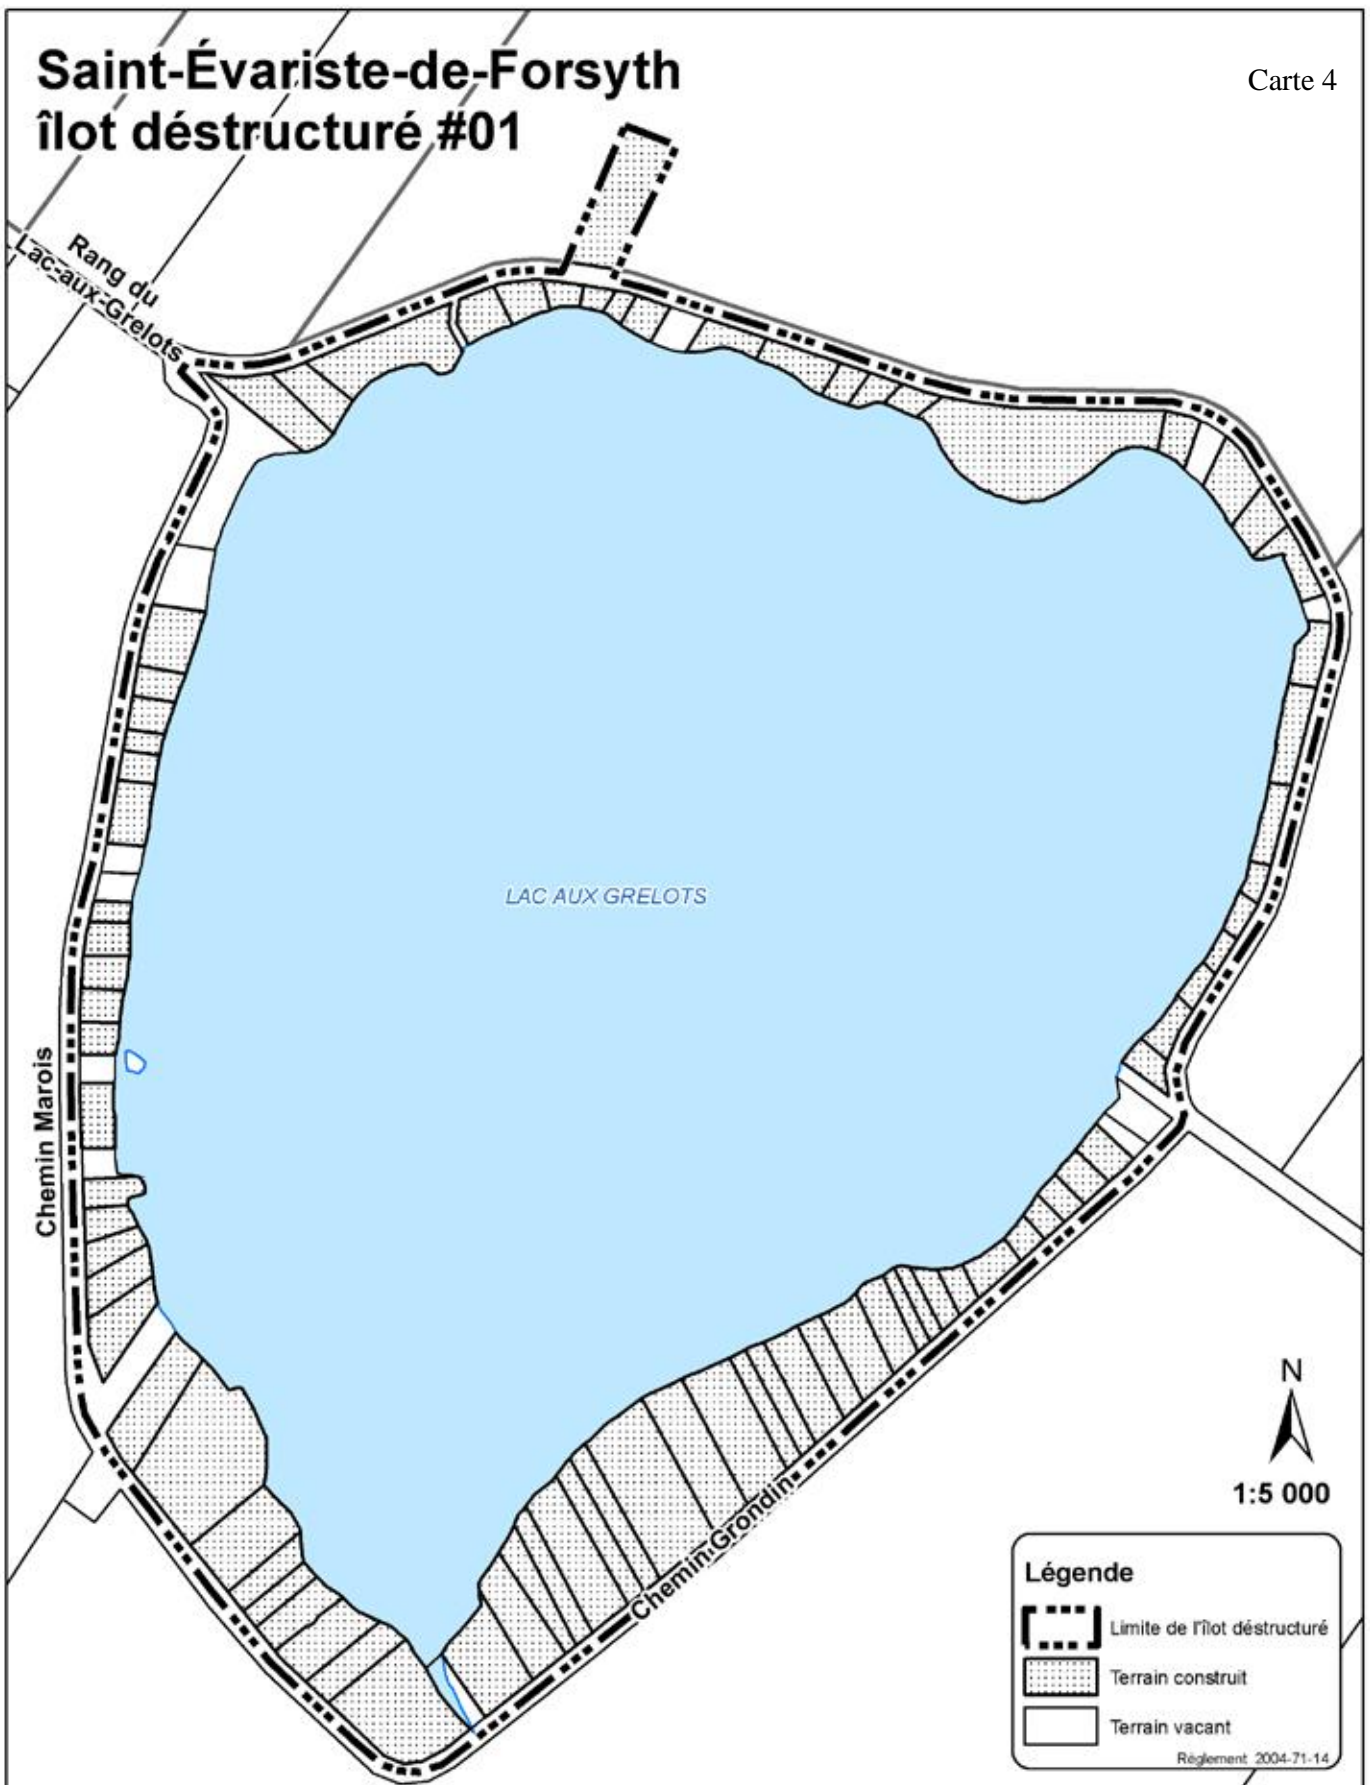 Saint-Évariste-de-Forsyth
îlot déstructuré #01
Carte 4
Rang du
Lac-aux-Grelots
LAC AUX GRELOTS
Chemin Marois
Chemin Grondin
N
1:5 000
Légende
Limite de l'îlot déstructuré
Terrain construit
Terrain vacant
Règlement 2004-71-14